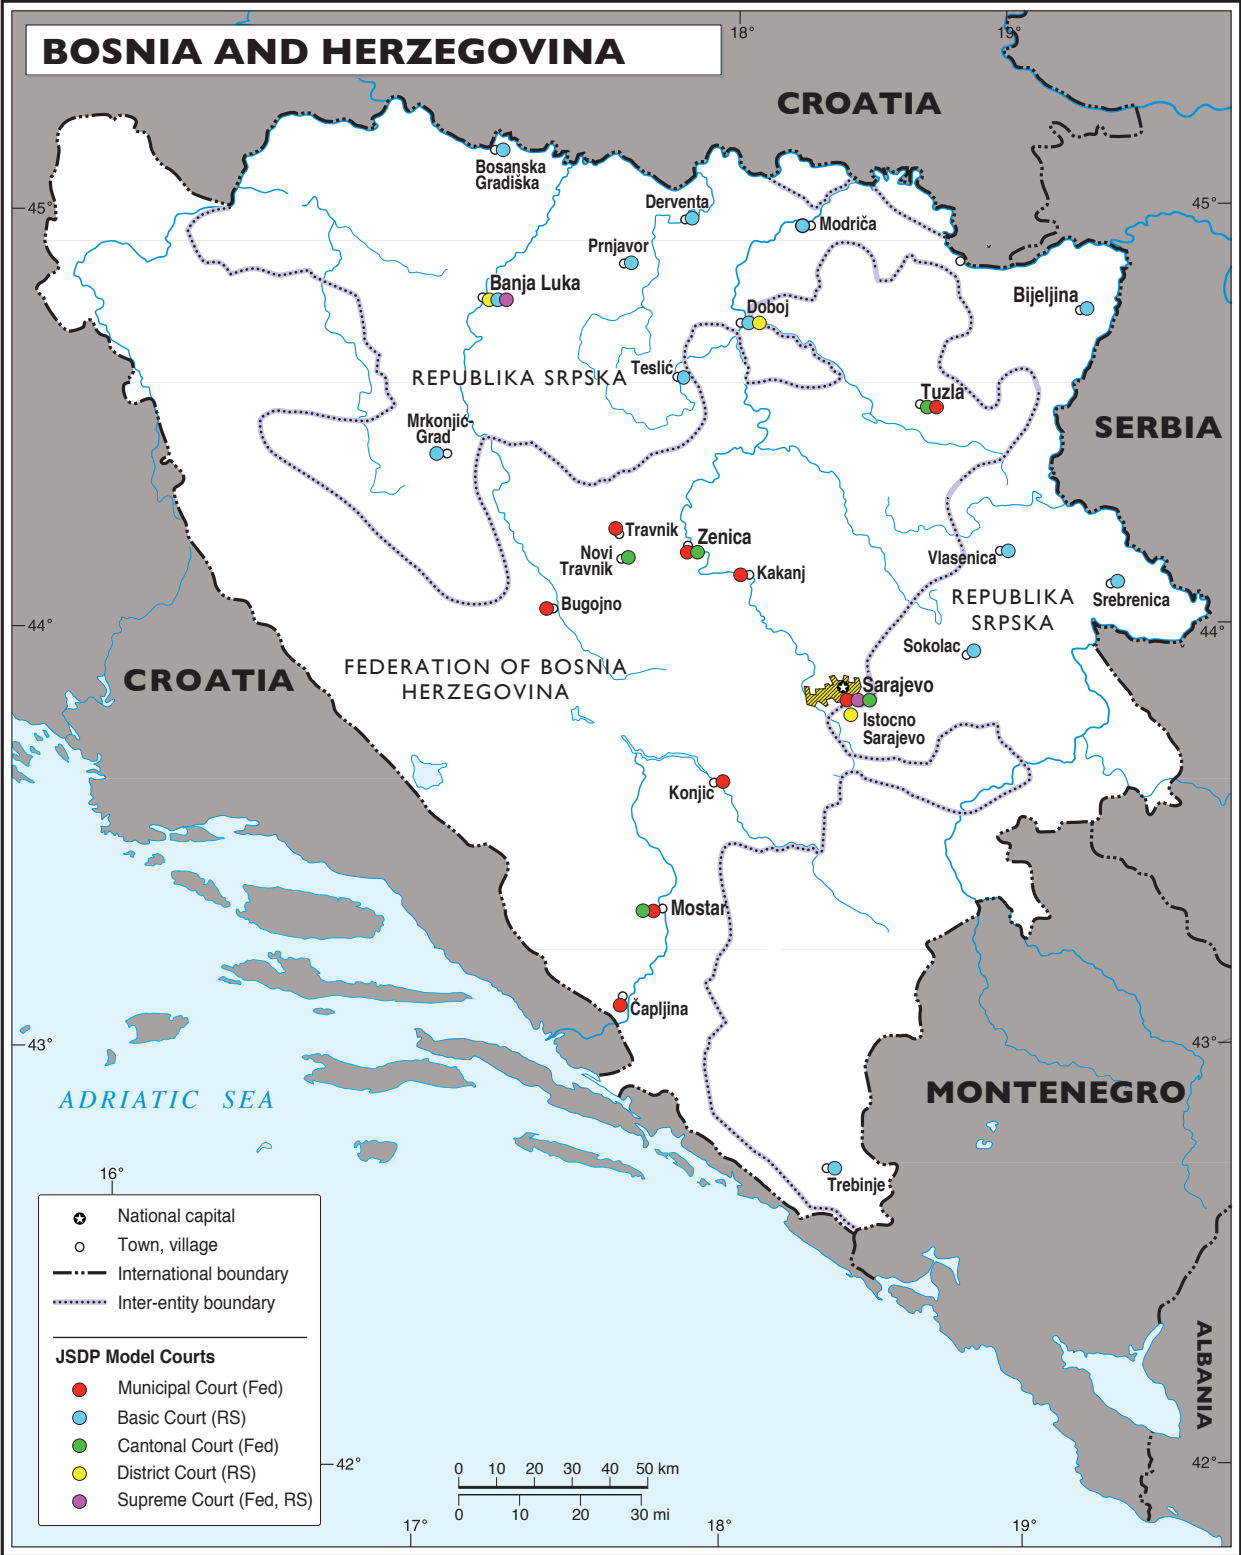 BOSNIA AND HERZEGOVINA
18°
19°
CROATIA
Bosanska
Gradiška
45°
Derventa
45°
Modriča
Prnjavor
Banja Luka
Bijeljina
Doboj
Teslić
REPUBLIKA SRPSKA
Tuzla
Mrkonjić-
Grad
SERBIA
Travnik
Zenica
Novi
Travnik
Vlasenica
Kakanj
Bugojno
REPUBLIKA
SRPSKA
Srebrenica
44°
44°
Sokolac
FEDERATION OF BOSNIA
HERZEGOVINA
CROATIA
Sarajevo
Istocno
Sarajevo
Konjic
Mostar
Čapljina
43°
43°
ADRIATIC SEA
MONTENEGRO
16°
Trebinje
National capital
Town, village
International boundary
Inter-entity boundary
JSDP Model Courts
Municipal Court (Fed)
Basic Court (RS)
Cantonal Court (Fed)
District Court (RS)
Supreme Court (Fed, RS)
ALBANIA
42°
42°
0 10 20 30 40 50 km
0 10 20 30 mi
17°
18°
19°